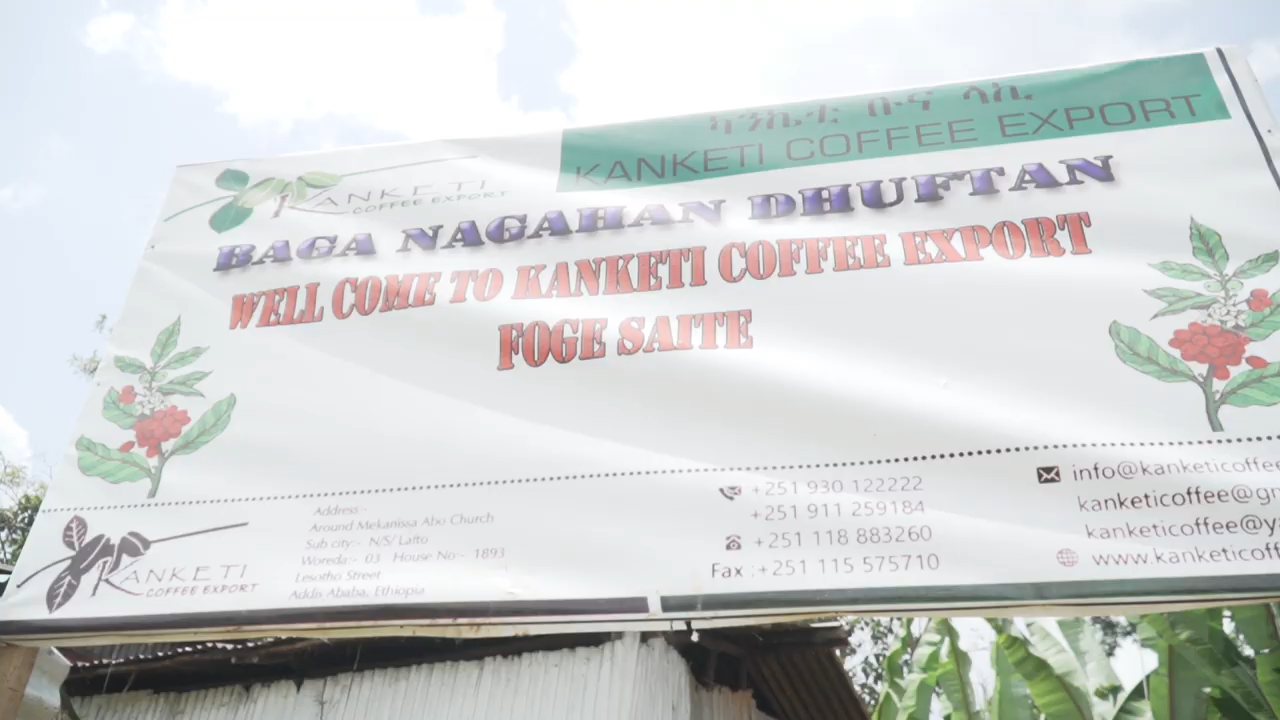 ካንኬቲ ቡና ላኪ
KANKETI COFFEE EXPORT
KANKETI
COFFEE EXPORT
BAGA NAGAHAN DHUFTAN
WELL COME TO KANKETI COFFEE EXPORT
FOGE SAITE
KANKETI
COFFEE EXPORT
Address:-
Around Mekanissa Abo Church
Sub city:- N/S/ Lafto
Woreda:- 03 House No:- 1893
Lesotho Street
Addis Ababa, Ethiopia
+251 930 122222
+251 911 259184
+251 118 883260
Fax :+251 115 575710
info@kanketicoffee
kanketicoffee@gm
kanketicoffee@y
www.kanketicoff